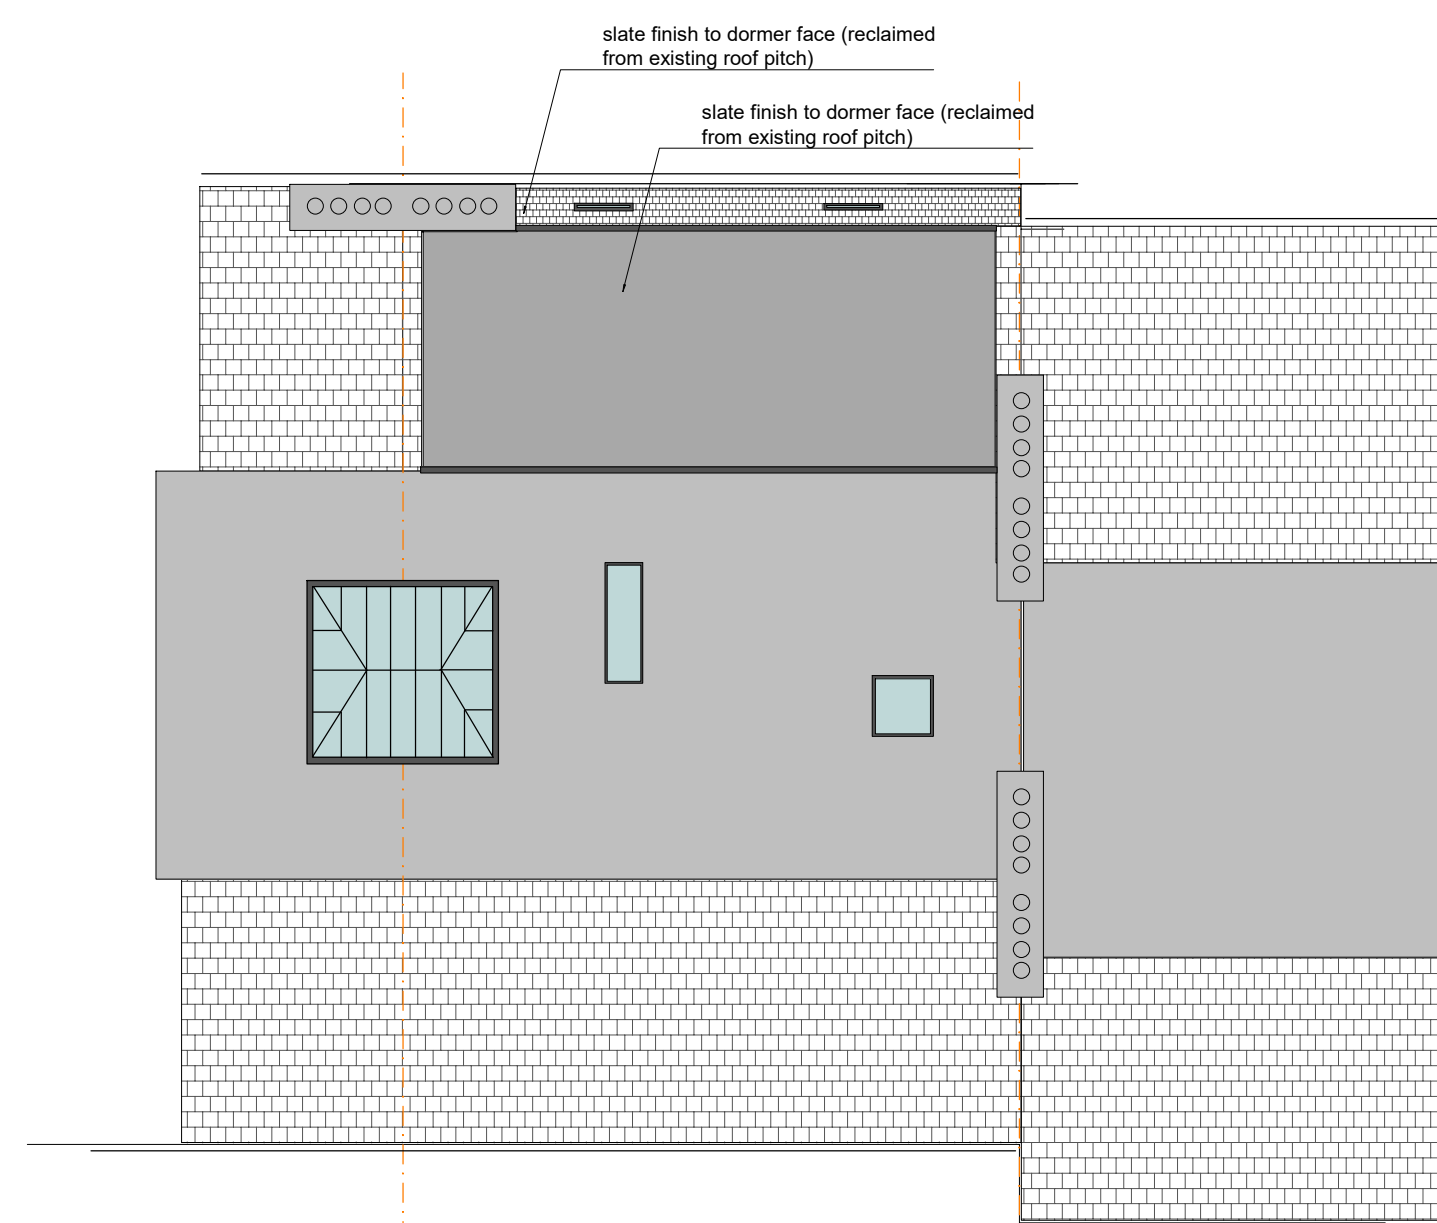 slate finish to dormer face (reclaimed
from existing roof pitch)
slate finish to dormer face (reclaimed
from existing roof pitch)